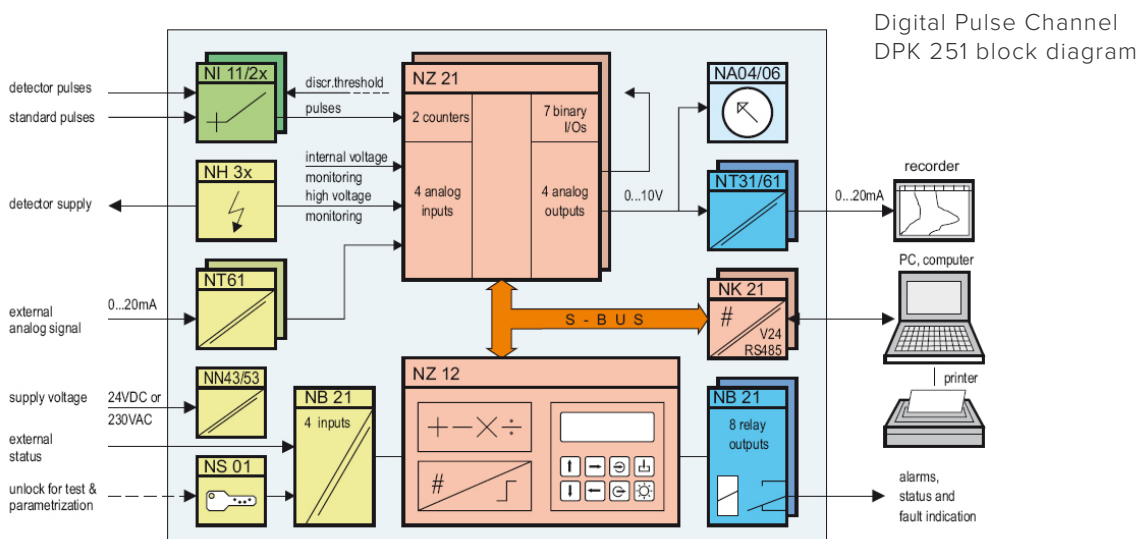 Digital Pulse Channel
DPK 251 block diagram
NI 11/2x
detector pulses
standard pulses
discr.threshold
pulses
NZ 21
2 counters
7 binary
I/Os
4 analog
inputs
4 analog
outputs
NA04/06
NH 3x
detector supply
internal voltage
monitoring
high voltage
monitoring
0...10V
NT31/61
0...20mA
recorder
NT61
0...20mA
external
analog signal
S-BUS
NK 21
#
V24
RS485
PC, computer
printer
NN43/53
supply voltage
24VDC or
230VAC
external
status
NS 01
unlock for test &
parametrization
NB 21
4 inputs
NZ 12
+−×÷
#
NB 21
8 relay
outputs
alarms,
status and
fault indication